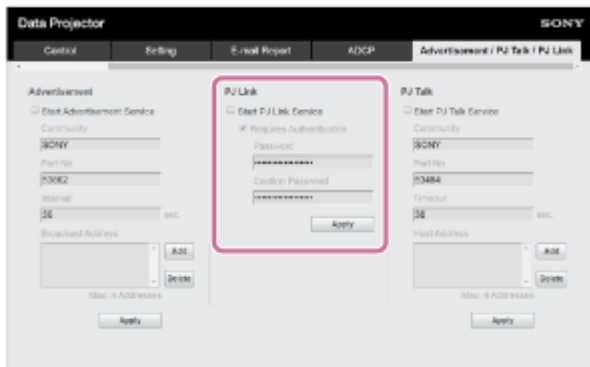 Data Projector
SONY
Control
Setting
E-mail Report
ADCP
Advertisement / PJ Talk / PJ Link
Advertisement
Start Advertisement Service
Community
SONY
Port No.
53862
Interval
30
sec.
Broadcast Address
Add
Delete
Max. 4 Addresses
Apply
PJ Link
Start PJ Link Service
Requires Authentication
Password
Confirm Password
Apply
PJ Talk
Start PJ Talk Service
Community
SONY
Port No.
53484
Timeout
30
sec.
Host Address
Add
Delete
Max. 4 Addresses
Apply